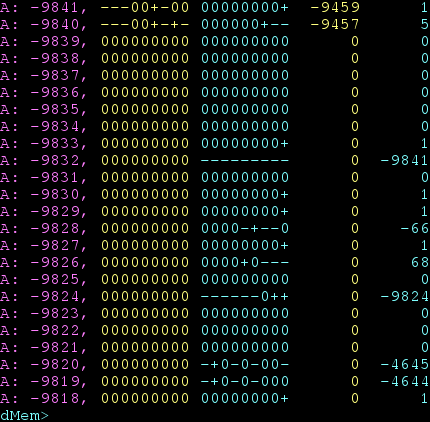 A: -9841, ---00+-00 00000000+ -9459 1
A: -9840, ---00+-+- 000000+-- -9457 5
A: -9839, 000000000 000000000 0 0
A: -9838, 000000000 000000000 0 0
A: -9837, 000000000 000000000 0 0
A: -9836, 000000000 000000000 0 0
A: -9835, 000000000 000000000 0 0
A: -9834, 000000000 000000000 0 0
A: -9833, 000000000 00000000+ 0 1
A: -9832, 000000000 --------- 0 -9841
A: -9831, 000000000 000000000 0 0
A: -9830, 000000000 00000000+ 0 1
A: -9829, 000000000 00000000+ 0 1
A: -9828, 000000000 0000-+--0 0 -66
A: -9827, 000000000 00000000+ 0 1
A: -9826, 000000000 0000+0--- 0 68
A: -9825, 000000000 000000000 0 0
A: -9824, 000000000 ------0++ 0 -9824
A: -9823, 000000000 000000000 0 0
A: -9822, 000000000 000000000 0 0
A: -9821, 000000000 000000000 0 0
A: -9820, 000000000 -+0-0-00- 0 -4645
A: -9819, 000000000 -+0-0-000 0 -4644
A: -9818, 000000000 00000000+ 0 1
dMem>